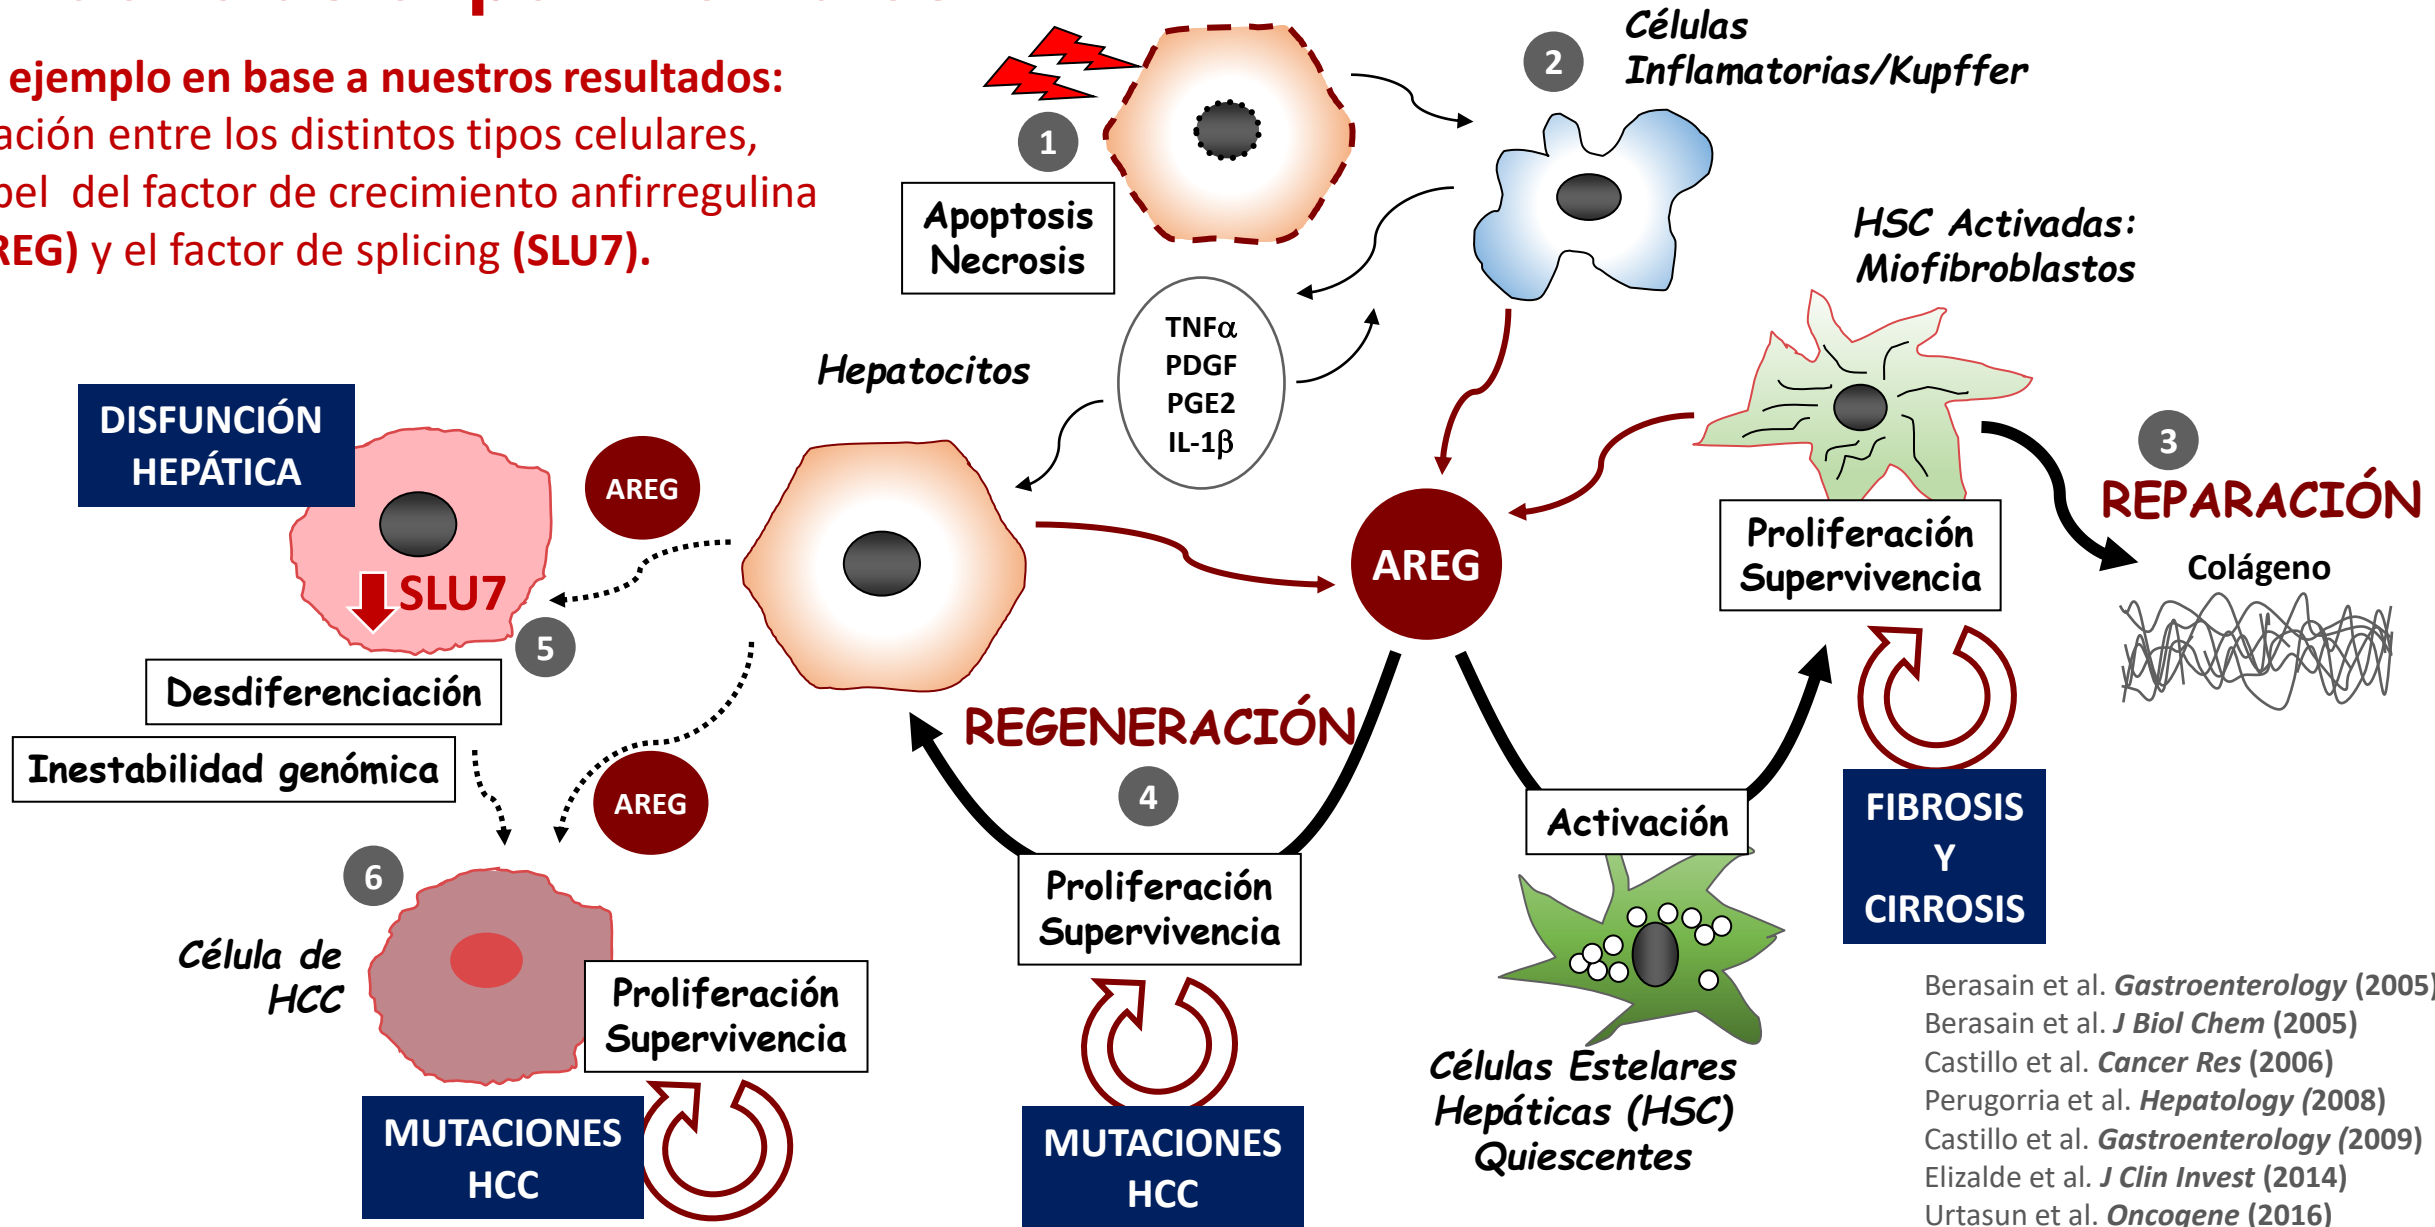 ejemplo en base a nuestros resultados:
ación entre los distintos tipos celulares,
pel del factor de crecimiento anfirregulina
REG) y el factor de splicing (SLU7).
1
Apoptosis
Necrosis
2
Células
Inflamatorias/Kupffer
HSC Activadas:
Miofibroblastos
TNFα
PDGF
PGE2
IL-1β
Hepatocitos
DISFUNCIÓN
HEPÁTICA
AREG
SLU7
5
Desdiferenciación
Inestabilidad genómica
AREG
AREG
Proliferación
Supervivencia
3
REPARACIÓN
Colágeno
REGENERACIÓN
4
Proliferación
Supervivencia
MUTACIONES
HCC
6
Célula de
HCC
Proliferación
Supervivencia
MUTACIONES
HCC
Activación
Células Estelares
Hepáticas (HSC)
Quiescentes
FIBROSIS
Y
CIRROSIS
Berasain et al. Gastroenterology (2005)
Berasain et al. J Biol Chem (2005)
Castillo et al. Cancer Res (2006)
Perugorria et al. Hepatology (2008)
Castillo et al. Gastroenterology (2009)
Elizalde et al. J Clin Invest (2014)
Urtasun et al. Oncogene (2016)